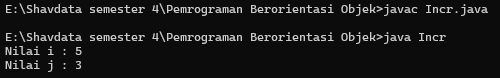 E:\Shavdata semester 4\Pemrograman Berorientasi Objek>javac Incr.java
E:\Shavdata semester 4\Pemrograman Berorientasi Objek>java Incr
Nilai i : 5
Nilai j : 3